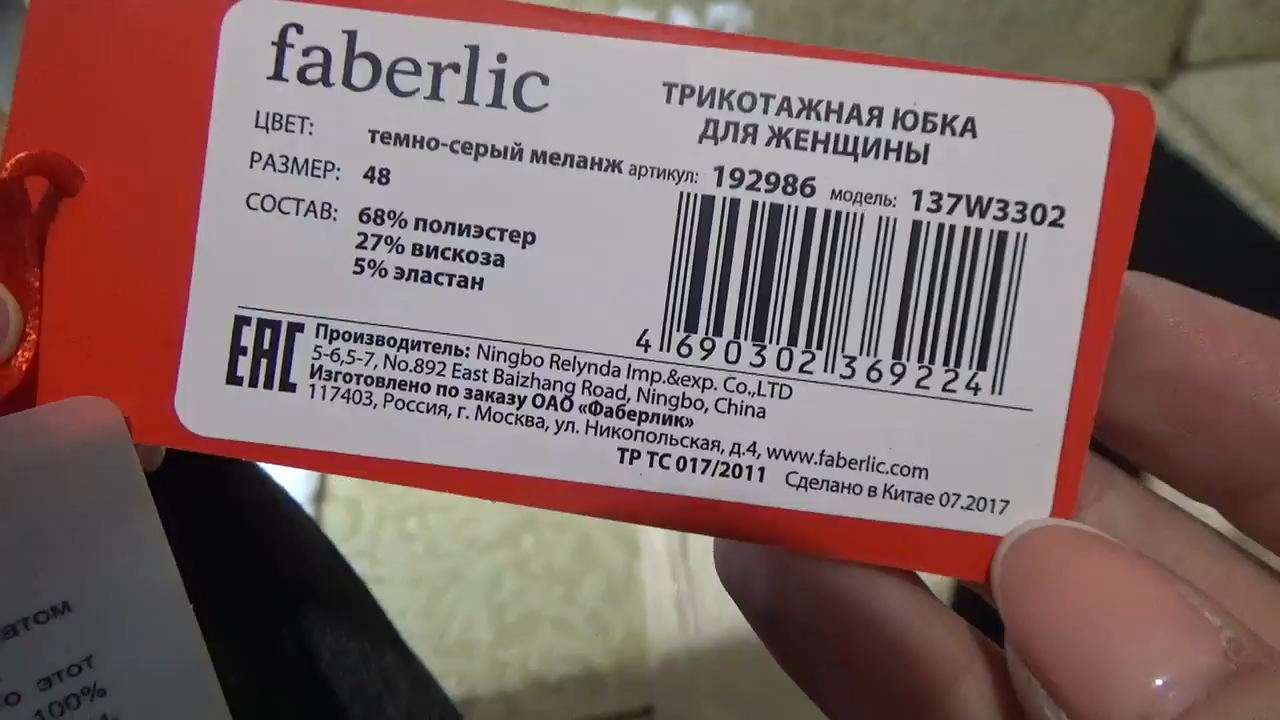 faberlic
ТРИКОТАЖНАЯ ЮБКА
ДЛЯ ЖЕНЩИНЫ
ЦВЕТ: темно-серый меланж
артикул: 192986 модель: 137W3302
РАЗМЕР: 48
СОСТАВ: 68% полиэстер
27% вискоза
5% эластан
4 690302 369224
EAC
Производитель: Ningbo Relynda Imp.&exp. Co.,LTD
5-6,5-7, No.892 East Baizhang Road, Ningbo, China
Изготовлено по заказу ОАО «Фаберлик»
117403, Россия, г. Москва, ул. Никопольская, д.4, www.faberlic.com
ТР ТС 017/2011 Сделано в Китае 07.2017
этот
100%